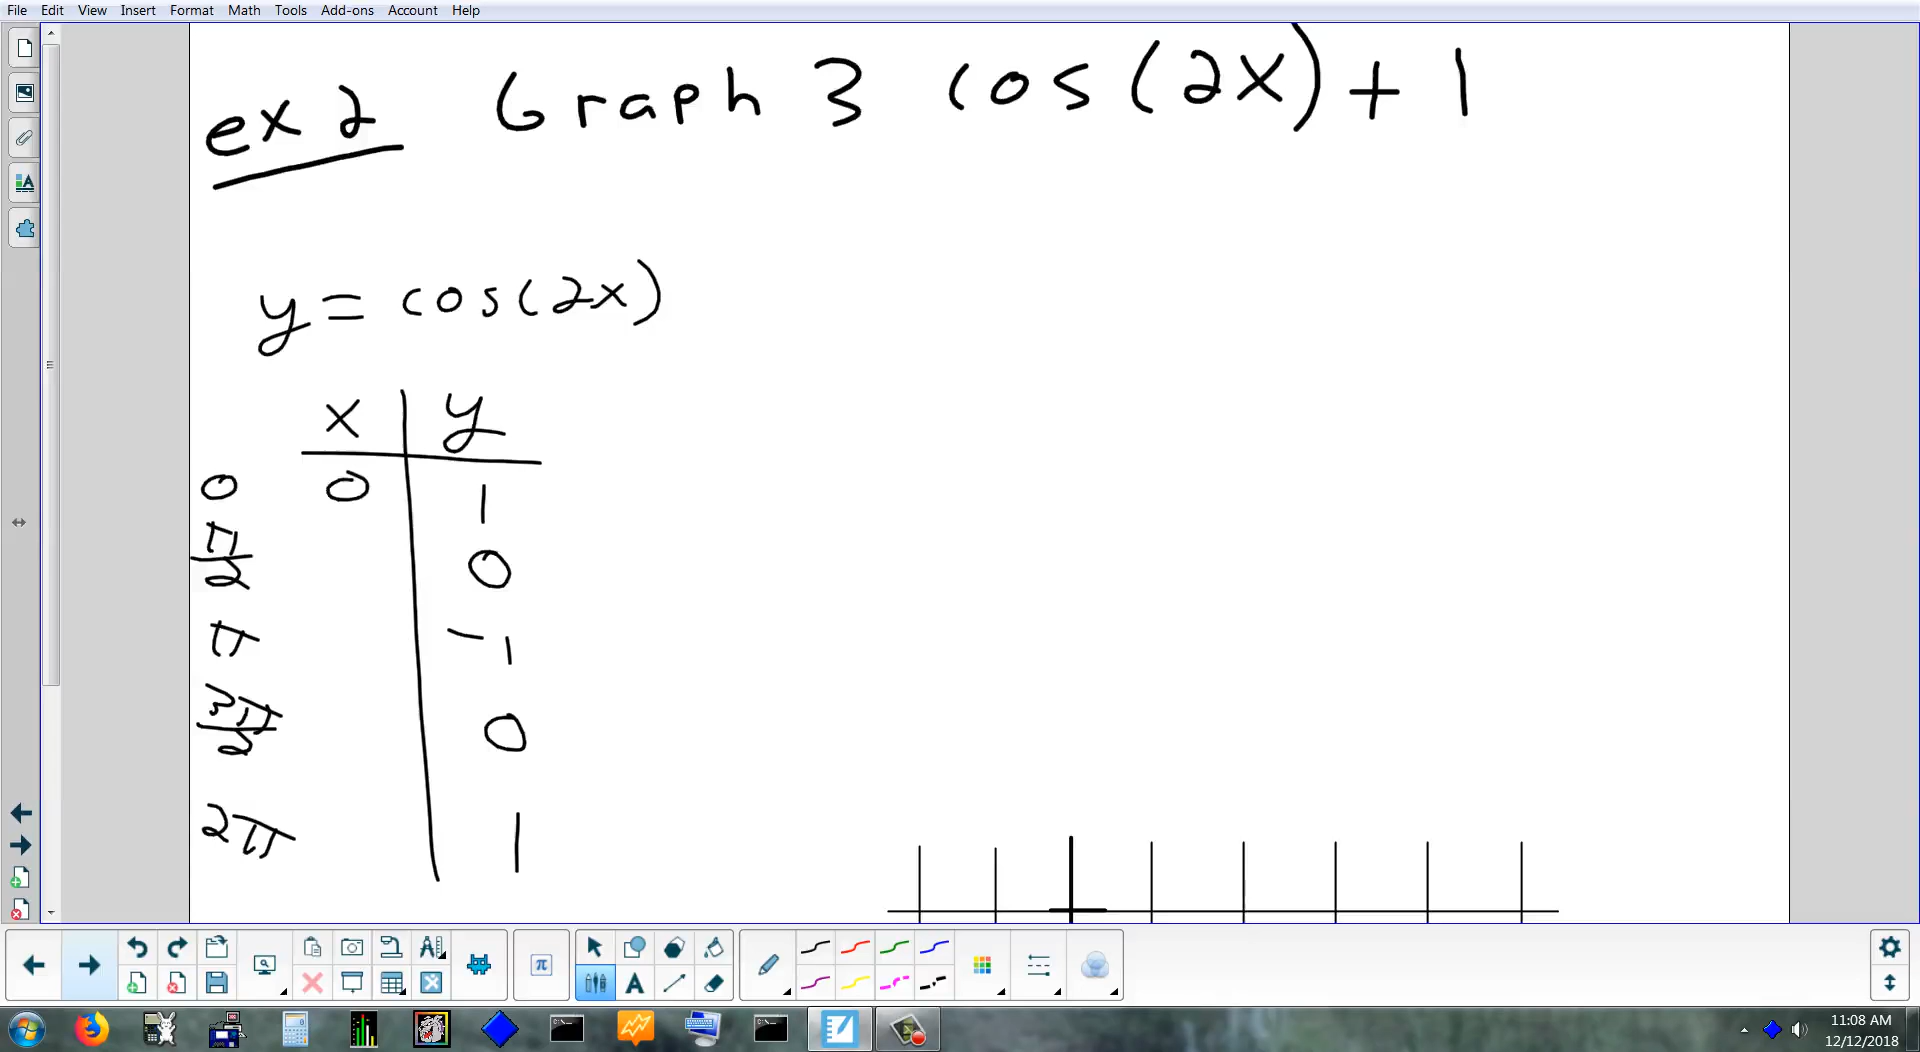 File Edit View Insert Format Math Tools Add-ons Account Help
ex 2 Graph 3 cos(2x) + 1
y = cos(2x)
x y
0 0 1
π/2 0
π -1
3π/2 0
2π 1
π
A
11:08 AM
12/12/2018